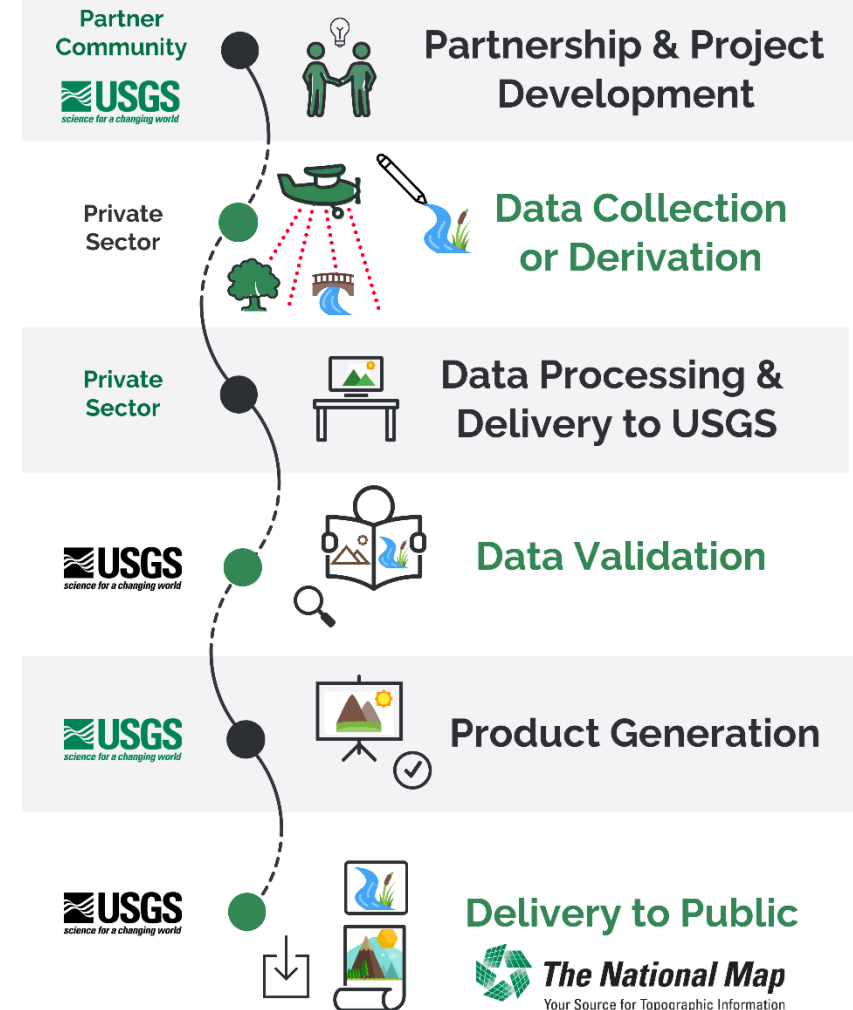 Partner
Community
USGS
science for a changing world
Partnership & Project
Development
Private
Sector
Data Collection
or Derivation
Private
Sector
Data Processing &
Delivery to USGS
USGS
science for a changing world
Data Validation
USGS
science for a changing world
Product Generation
USGS
science for a changing world
Delivery to Public
The National Map
Your Source for Topographic Information